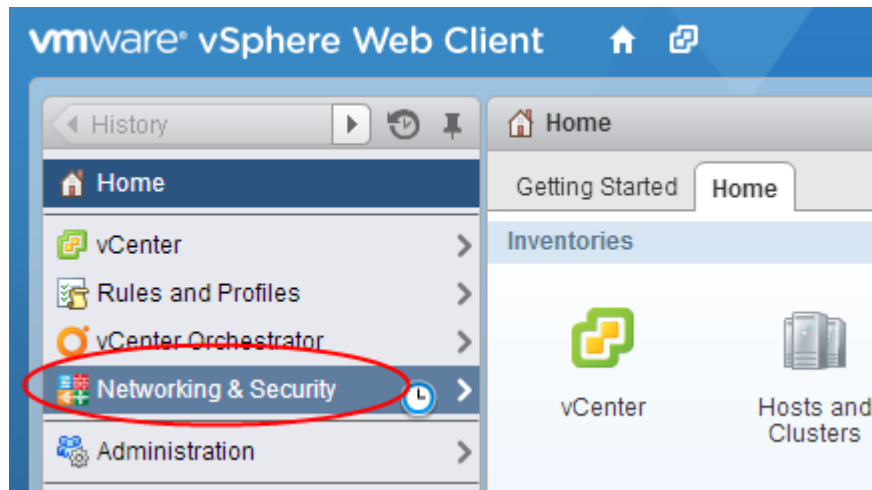 vmware® vSphere Web Client
History
Home
vCenter
Rules and Profiles
vCenter Orchestrator
Networking & Security
Administration
Home
Getting Started Home
Inventories
vCenter
Hosts and
Clusters